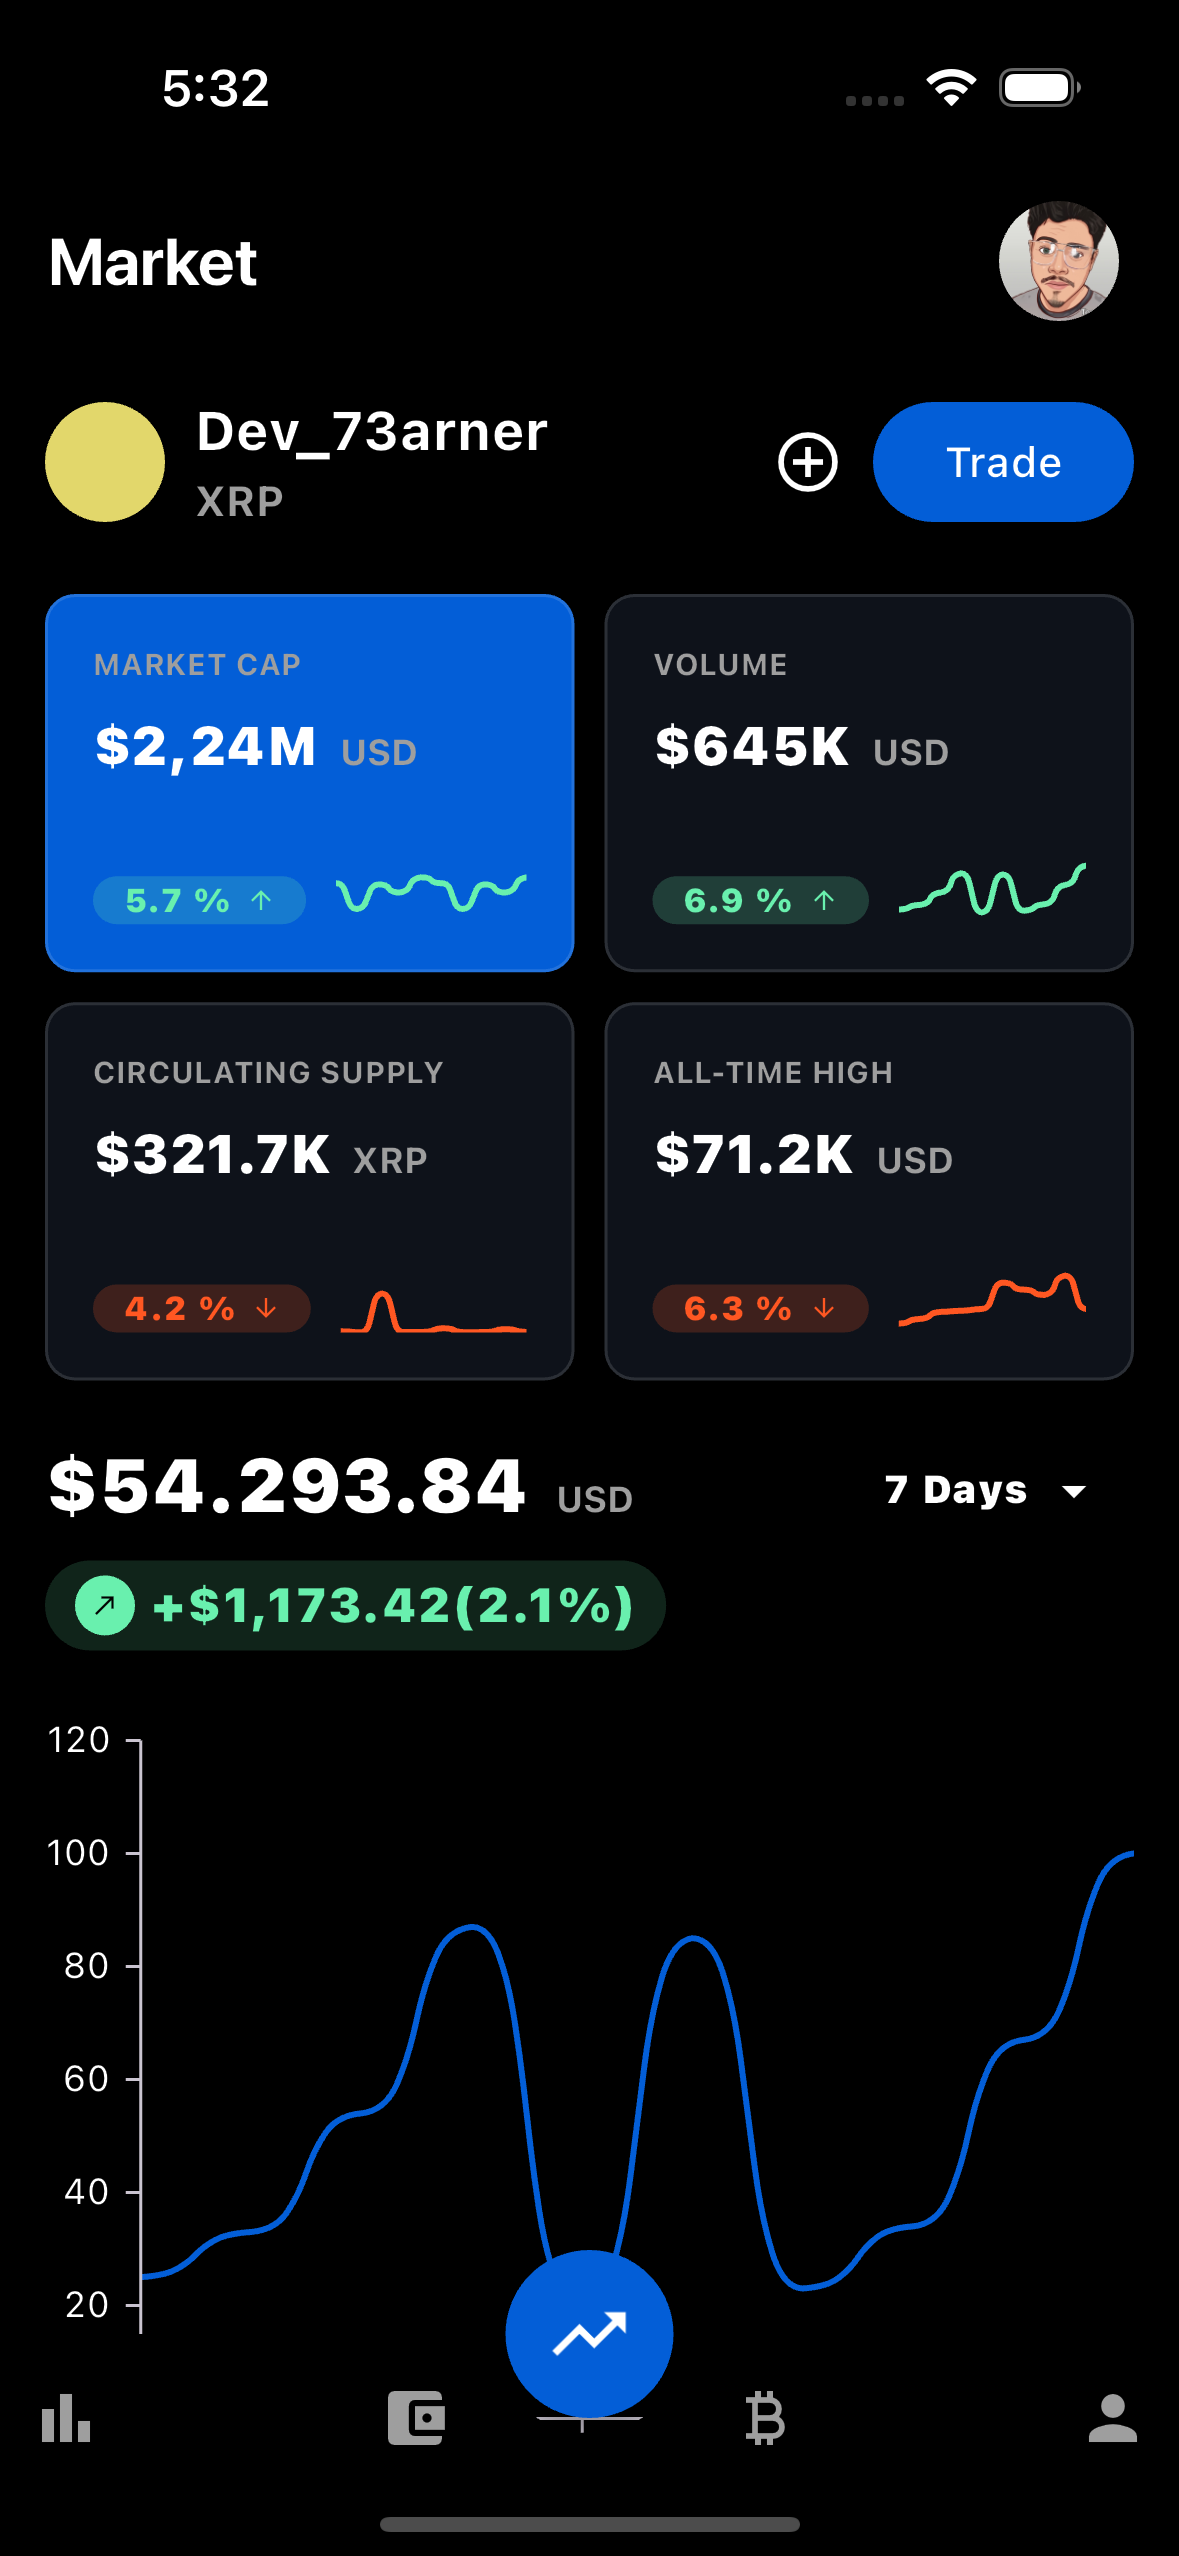 5:32
Market
Dev_73arner
XRP
Trade
MARKET CAP
$2,24M USD
5.7 %
VOLUME
$645K USD
6.9 %
CIRCULATING SUPPLY
$321.7K XRP
4.2 %
ALL-TIME HIGH
$71.2K USD
6.3 %
$54.293.84 USD
7 Days
+$1,173.42(2.1%)
120
100
80
60
40
20